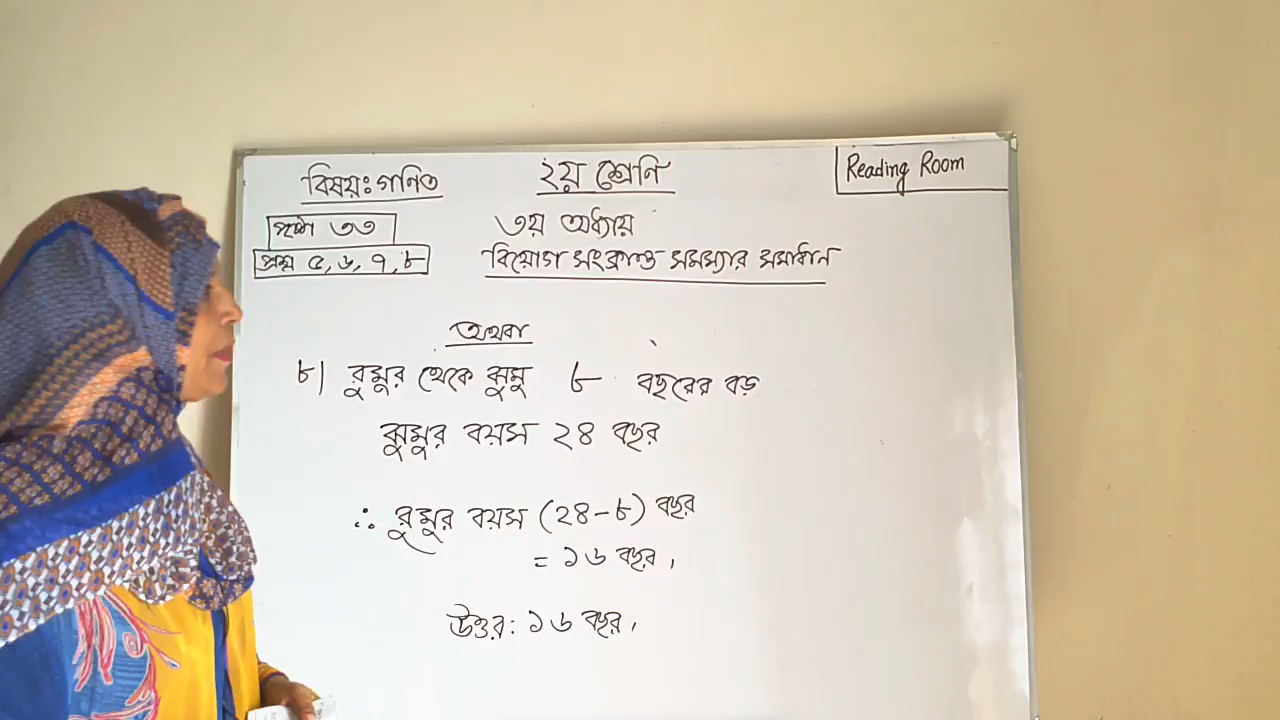 বিষয়ঃ গনিত
২য় শ্রেনি
Reading Room
পৃষ্ঠা ৩৩
৩য় অধ্যায়
প্রশ্ন ৫, ৬, ৭, ৮
বিয়োগ সংক্রান্ত সমস্যার সমাধান
অথবা
৮| রুমুর থেকে ঝুমু ৮ বছরের বড়
ঝুমুর বয়স ২৪ বছর
∴ রুমুর বয়স (২৪-৮) বছর
= ১৬ বছর,
উত্তর: ১৬ বছর,